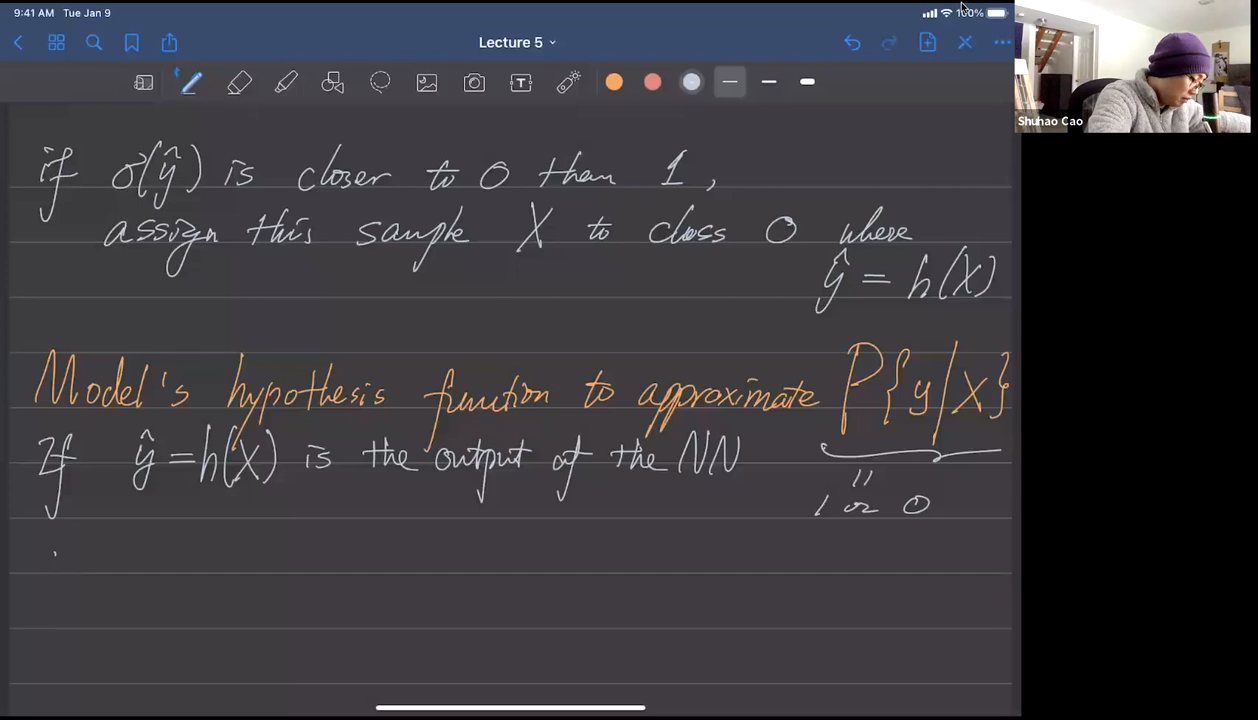 9:41 AM Tue Jan 9
100%
Lecture 5
Shuhao Cao
if σ(ŷ) is closer to 0 than 1,
assign this sample X to class 0 where
ŷ = h(X)
Model's hypothesis function to approximate P{y|X}
If ŷ = h(X) is the output of the NN
"
1 or 0